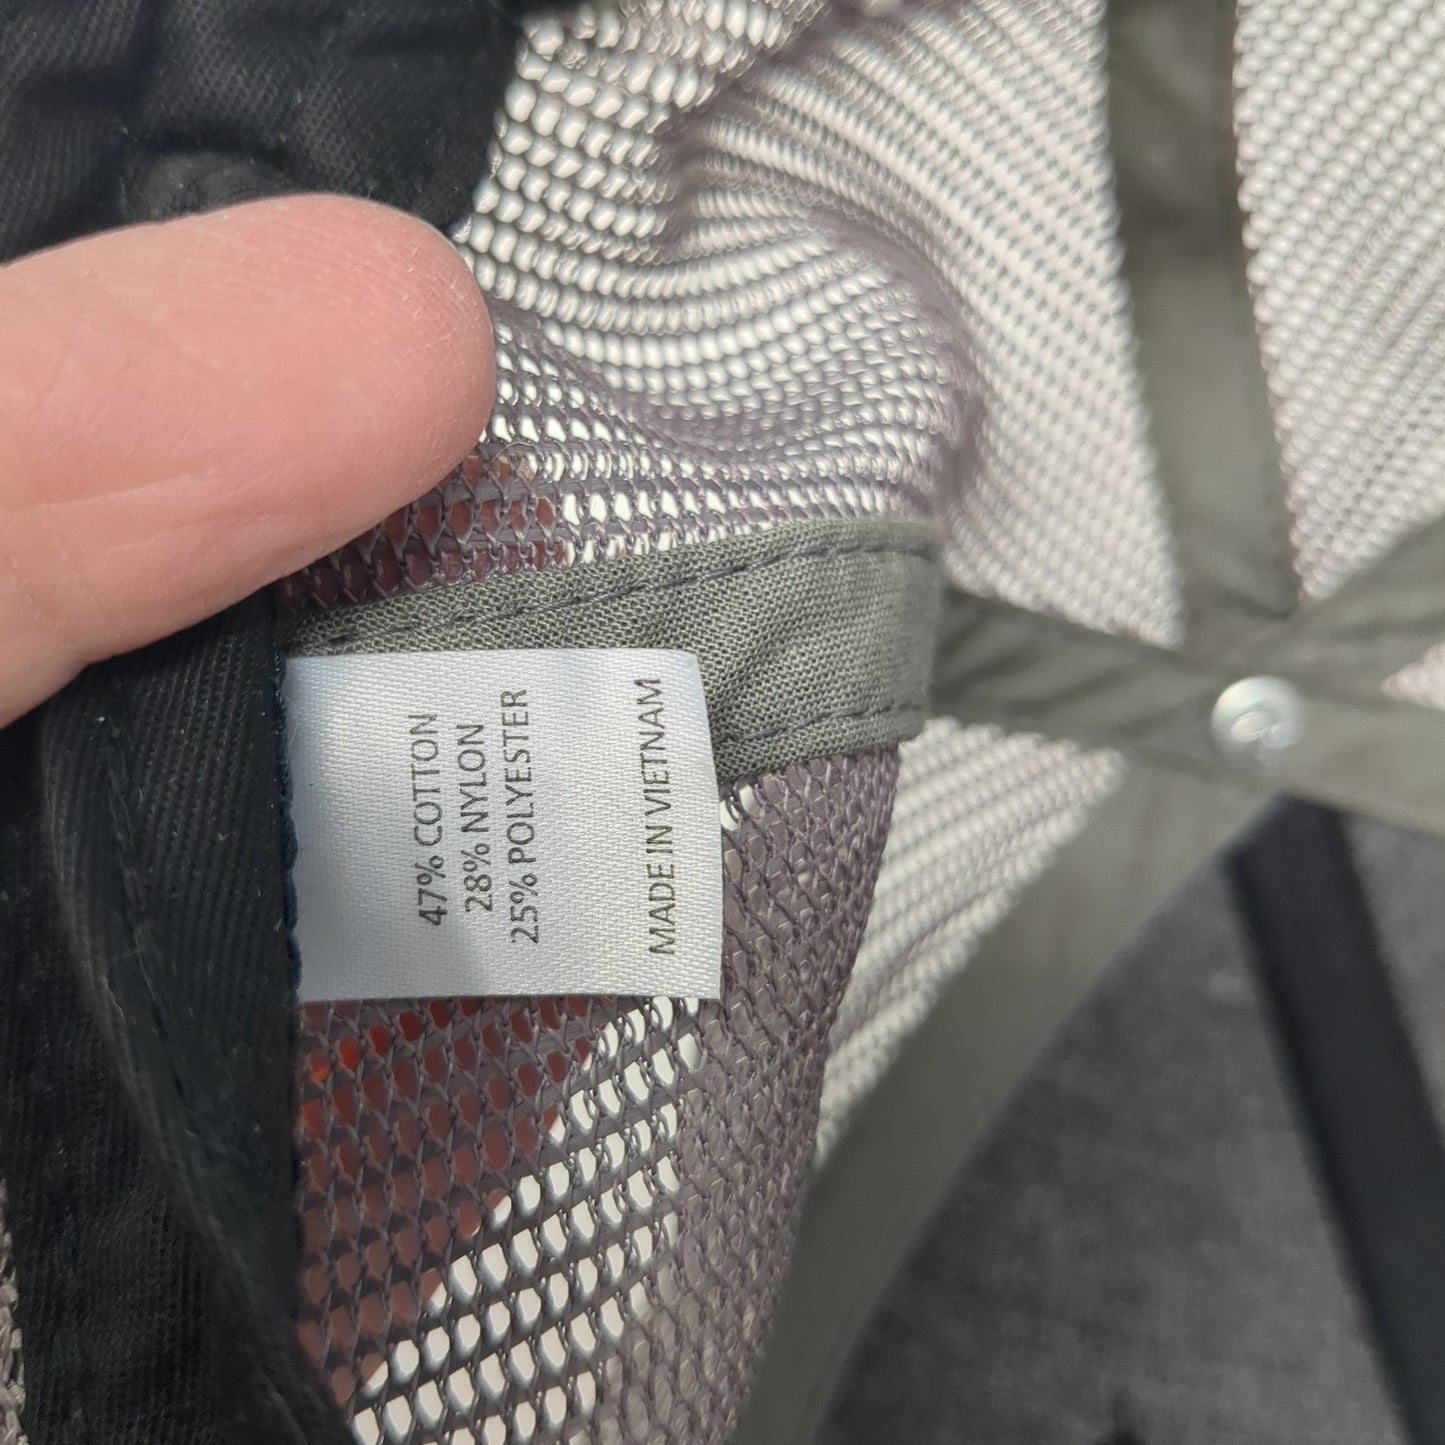 47% COTTON
28% NYLON
25% POLYESTER
MADE IN VIETNAM